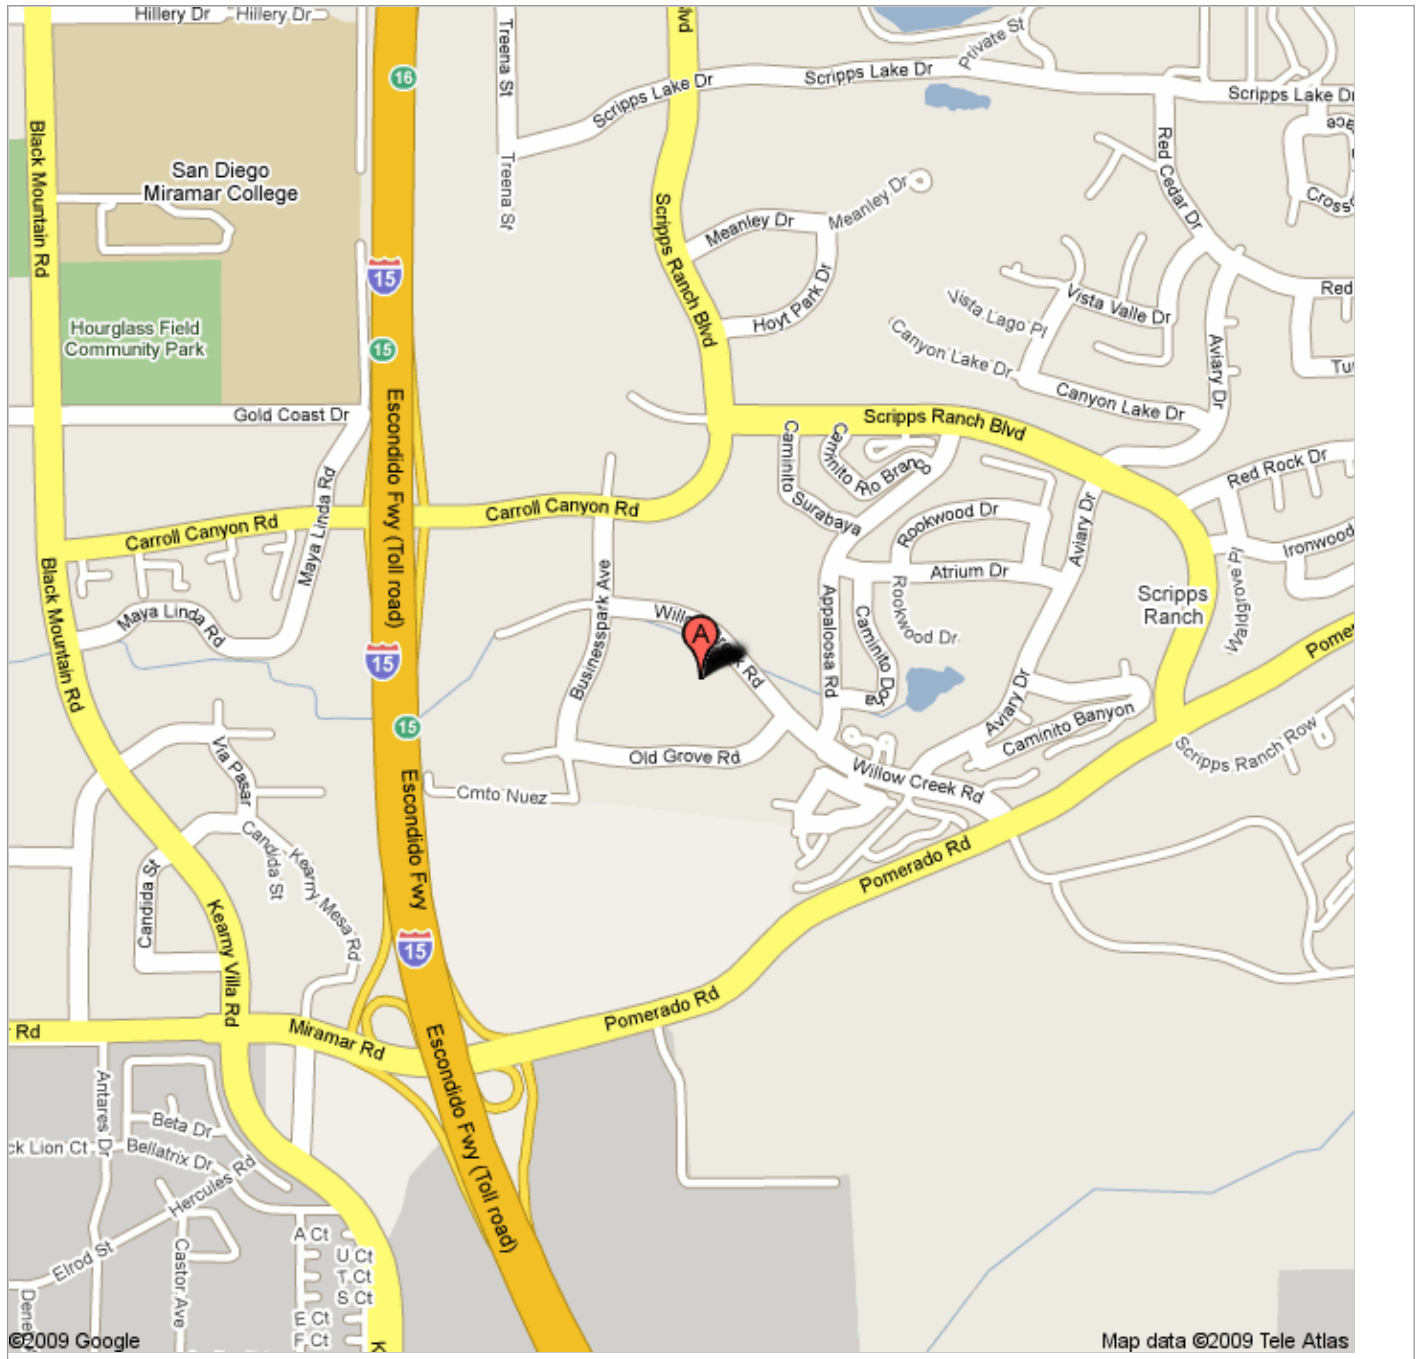 Hillery Dr
Hillery Dr
Treena St
lvd
Private St
16
Scripps Lake Dr
Scripps Lake Dr
Scripps Lake Dr
Black Mountain Rd
San Diego
Miramar College
Treena St
Red Cedar Dr
Cross
Meanley Dr
Meanley Dr
Scripps Ranch Blvd
15
Hoyt Park Dr
Vista Lago Pl
Vista Valle Dr
Red
Hourglass Field
Community Park
15
Canyon Lake Dr
Aviary Dr
Tu
Canyon Lake Dr
Gold Coast Dr
Escondido Fwy (Toll road)
Scripps Ranch Blvd
Caminito Surabaya
Caminito Rio Branco
Red Rock Dr
Maya Linda Rd
Carroll Canyon Rd
Carroll Canyon Rd
Rookwood Dr
Aviary Dr
Ironwood
Black Mountain Rd
Businesspark Ave
Atrium Dr
Appaloosa Rd
Rookwood Dr
Caminito Doha
Walgrove Pl
Scripps
Ranch
Maya Linda Rd
A
15
Pome
Aviary Dr
Caminito Banyon
15
Via Pasar
Old Grove Rd
Scripps Ranch Row
Cmto Nuez
Willow Creek Rd
Escondido Fwy
Candida St
Kearny Mesa Rd
Pomerado Rd
Carupipa St
Kearny Villa Rd
15
Pomerado Rd
r Rd
Miramar Rd
Escondido Fwy (Toll road)
Antares Dr
Beta Dr
ck Lion Ct
Bellatrix Dr
Hercules Rd
A Ct
U Ct
Elrod St
Castor Ave
T Ct
S Ct
Dene
E Ct
F Ct
K
©2009 Google
Map data ©2009 Tele Atlas